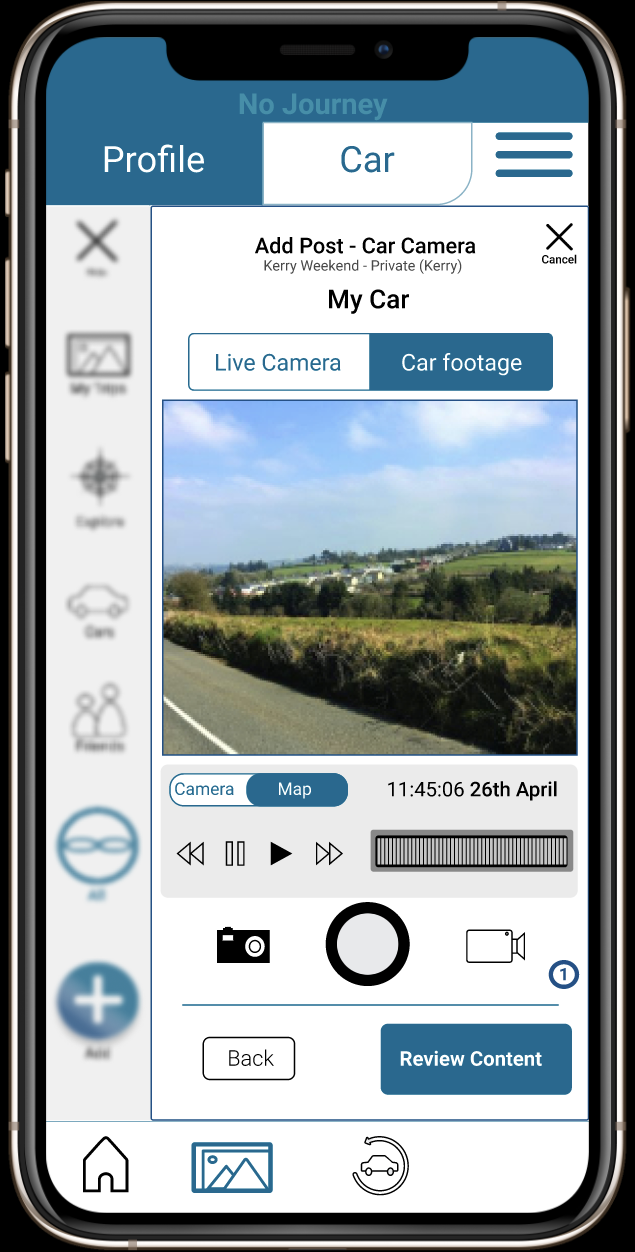 No Journey
Profile
Car
Add Post - Car Camera
Kerry Weekend - Private (Kerry)
Cancel
My Car
Live Camera
Car footage
My Trips
Explore
Cars
Friends
All
Add
Camera
Map
11:45:06 26th April
1
Back
Review Content